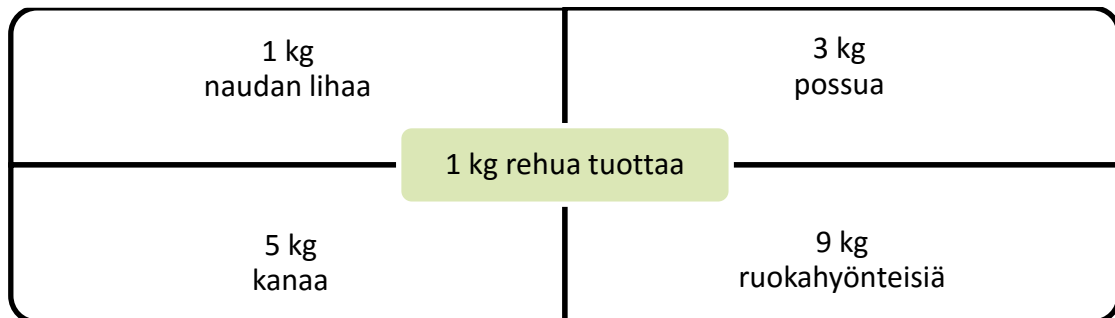 1 kg
naudan lihaa
3 kg
possua
1 kg rehua tuottaa
5 kg
kanaa
9 kg
ruokahyönteisiä